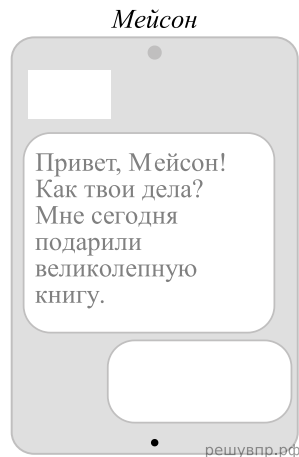 Мейсон
Привет, Мейсон!
Как твои дела?
Мне сегодня
подарили
великолепную
книгу.
решувпр.рф